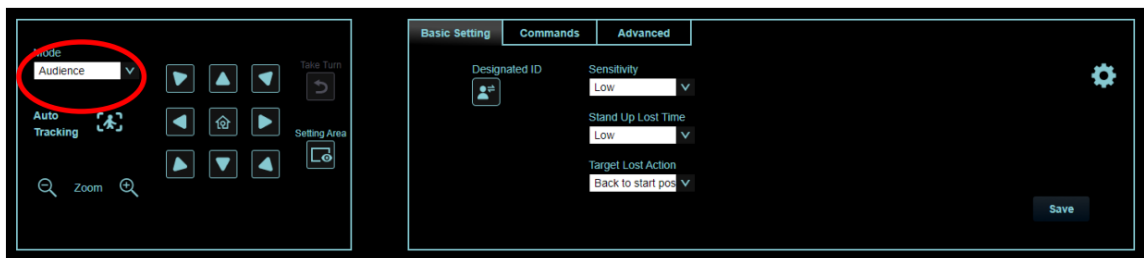 Mode
Audience
Take Turn
Auto
Tracking
Setting Area
Zoom
Basic Setting
Commands
Advanced
Designated ID
Sensitivity
Low
Stand Up Lost Time
Low
Target Lost Action
Back to start pos
Save